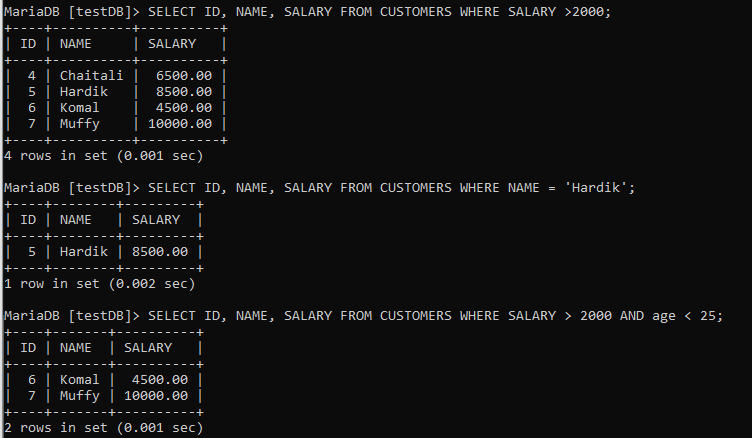 MariaDB [testDB]> SELECT ID, NAME, SALARY FROM CUSTOMERS WHERE SALARY >2000;
+----+----------+----------+
| ID | NAME     | SALARY   |
+----+----------+----------+
|  4 | Chaitali |  6500.00 |
|  5 | Hardik   |  8500.00 |
|  6 | Komal    |  4500.00 |
|  7 | Muffy    | 10000.00 |
+----+----------+----------+
4 rows in set (0.001 sec)

MariaDB [testDB]> SELECT ID, NAME, SALARY FROM CUSTOMERS WHERE NAME = 'Hardik';
+----+--------+---------+
| ID | NAME   | SALARY  |
+----+--------+---------+
|  5 | Hardik | 8500.00 |
+----+--------+---------+
1 row in set (0.002 sec)

MariaDB [testDB]> SELECT ID, NAME, SALARY FROM CUSTOMERS WHERE SALARY > 2000 AND age < 25;
+----+-------+----------+
| ID | NAME  | SALARY   |
+----+-------+----------+
|  6 | Komal |  4500.00 |
|  7 | Muffy | 10000.00 |
+----+-------+----------+
2 rows in set (0.001 sec)